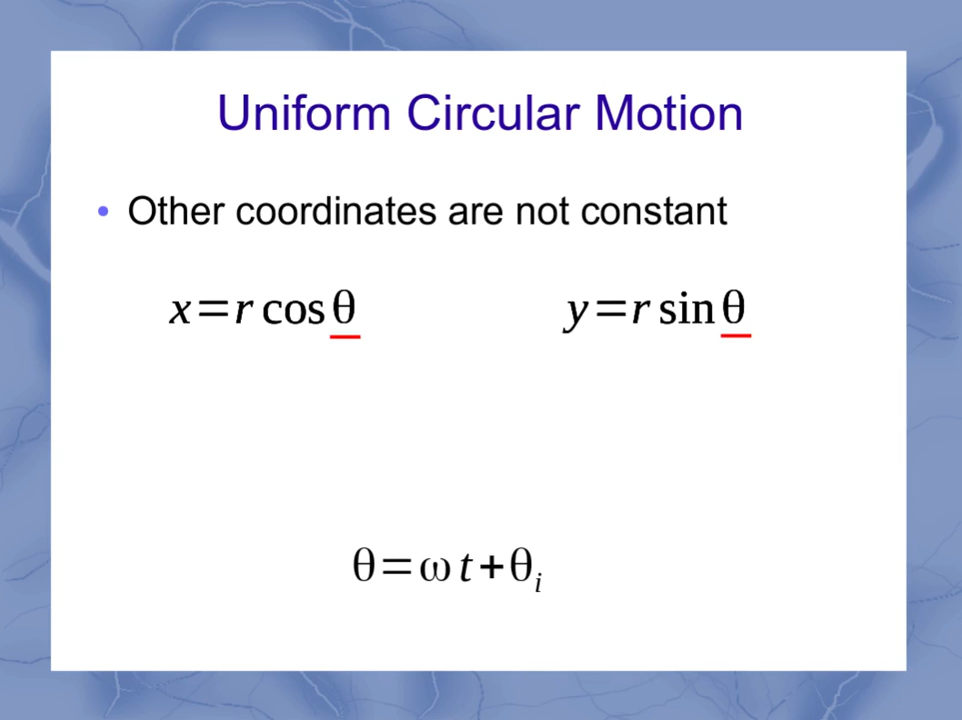 Uniform Circular Motion
• Other coordinates are not constant
x=r cos θ y=r sin θ
θ=ω t+θᵢ